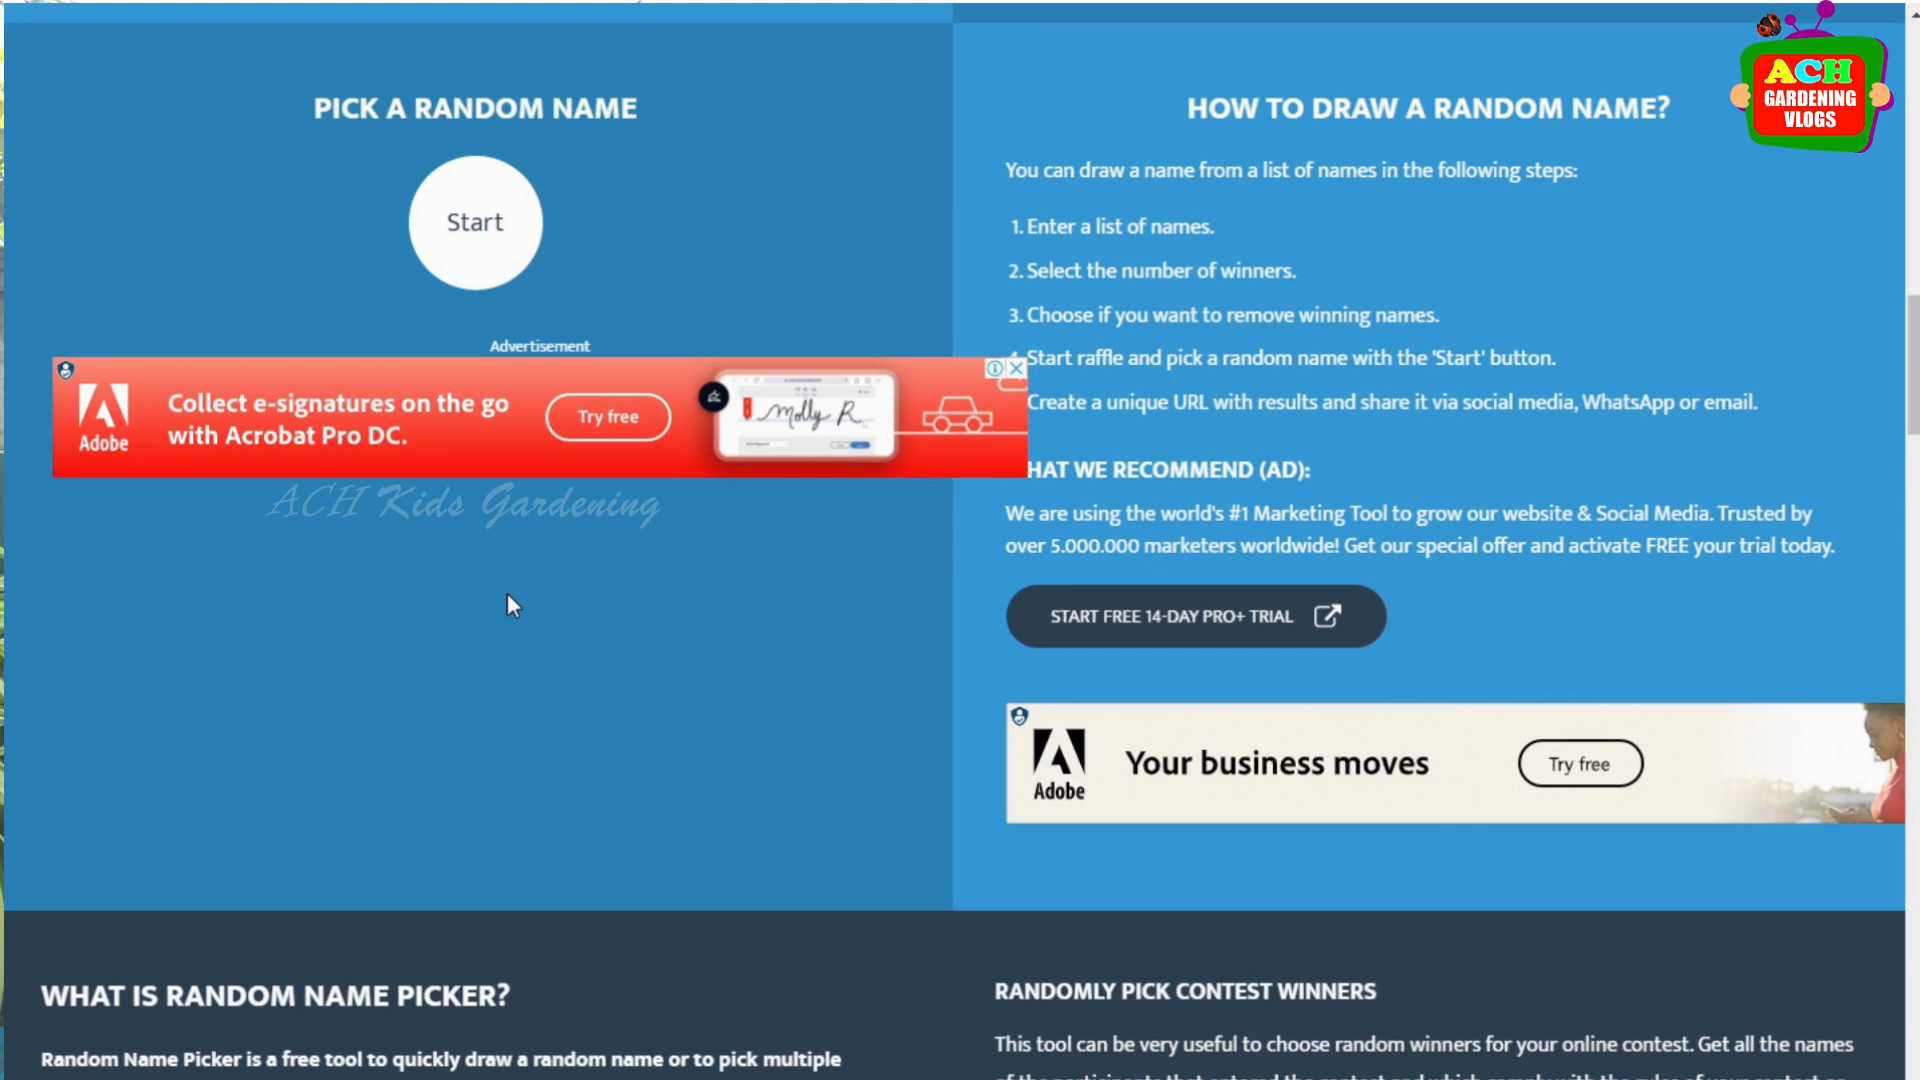 PICK A RANDOM NAME
Start
Advertisement
Adobe
Collect e-signatures on the go
with Acrobat Pro DC.
Try free
Molly R
ACH Kids Gardening
HOW TO DRAW A RANDOM NAME?
You can draw a name from a list of names in the following steps:
1. Enter a list of names.
2. Select the number of winners.
3. Choose if you want to remove winning names.
Start raffle and pick a random name with the 'Start' button.
Create a unique URL with results and share it via social media, WhatsApp or email.
HAT WE RECOMMEND (AD):
We are using the world's #1 Marketing Tool to grow our website & Social Media. Trusted by
over 5.000.000 marketers worldwide! Get our special offer and activate FREE your trial today.
START FREE 14-DAY PRO+ TRIAL
Adobe
Your business moves
Try free
ACH
GARDENING
VLOGS
WHAT IS RANDOM NAME PICKER?
Random Name Picker is a free tool to quickly draw a random name or to pick multiple
RANDOMLY PICK CONTEST WINNERS
This tool can be very useful to choose random winners for your online contest. Get all the names